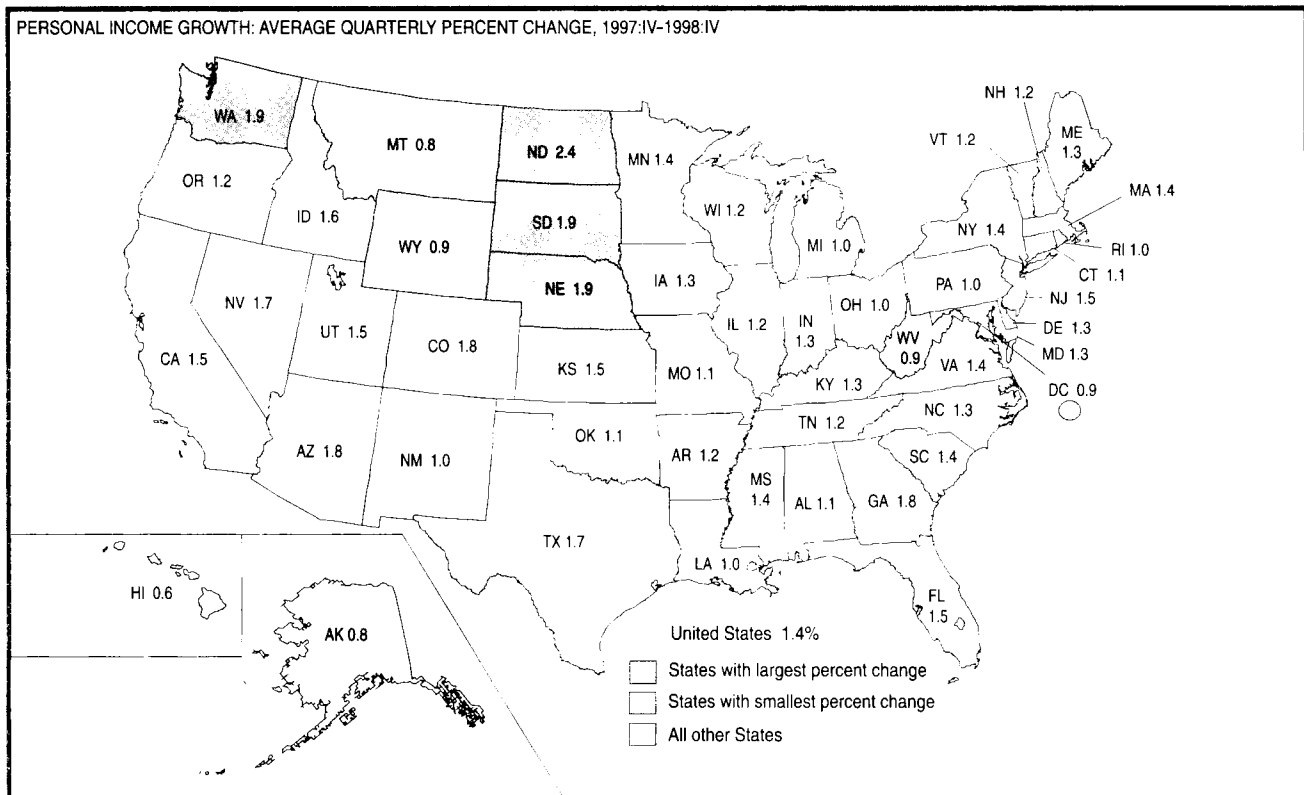 PERSONAL INCOME GROWTH: AVERAGE QUARTERLY PERCENT CHANGE, 1997:IV–1998:IV
WA 1.9
MT 0.8
ND 2.4
MN 1.4
OR 1.2
ID 1.6
WY 0.9
SD 1.9
WI 1.2
MI 1.0
NH 1.2
VT 1.2
ME
1.3
MA 1.4
NY 1.4
RI 1.0
CT 1.1
NV 1.7
UT 1.5
NE 1.9
IA 1.3
IL 1.2
IN
1.3
OH 1.0
PA 1.0
NJ 1.5
DE 1.3
MD 1.3
DC 0.9
CA 1.5
CO 1.8
KS 1.5
MO 1.1
KY 1.3
WV
0.9
VA 1.4
AZ 1.8
NM 1.0
OK 1.1
AR 1.2
TN 1.2
NC 1.3
SC 1.4
TX 1.7
LA 1.0
MS
1.4
AL 1.1
GA 1.8
FL
1.5
HI 0.6
AK 0.8
United States 1.4%
States with largest percent change
States with smallest percent change
All other States